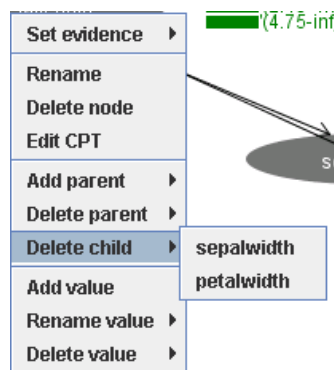 '(4.75-inf
Set evidence
Rename
Delete node
Edit CPT
Add parent
Delete parent
Delete child
sepalwidth
petalwidth
Add value
Rename value
Delete value
s